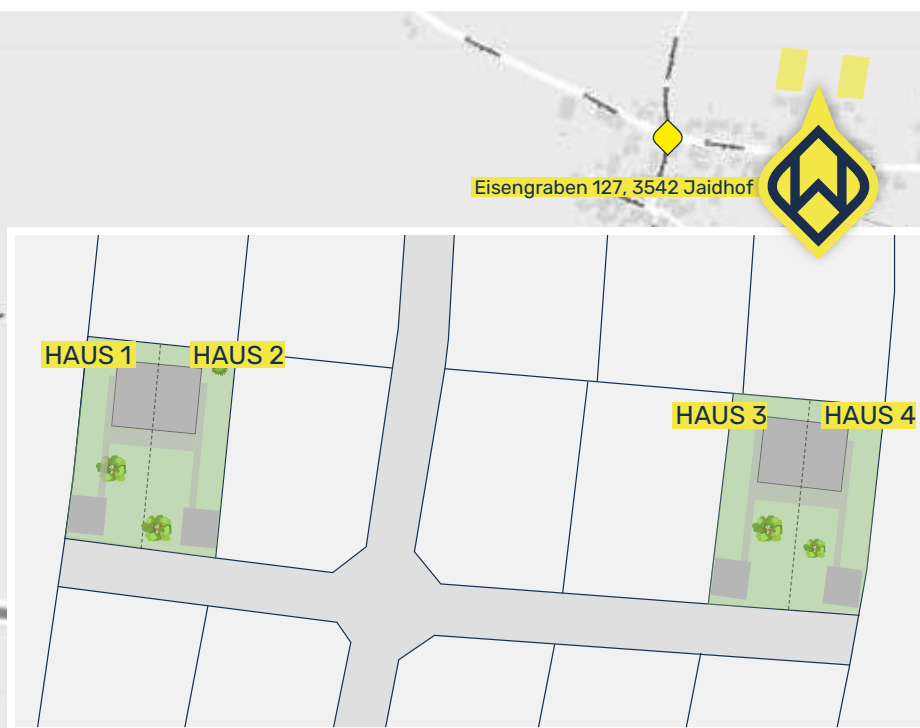 Eisengraben 127, 3542 Jaidhof
HAUS 1
HAUS 2
HAUS 3
HAUS 4